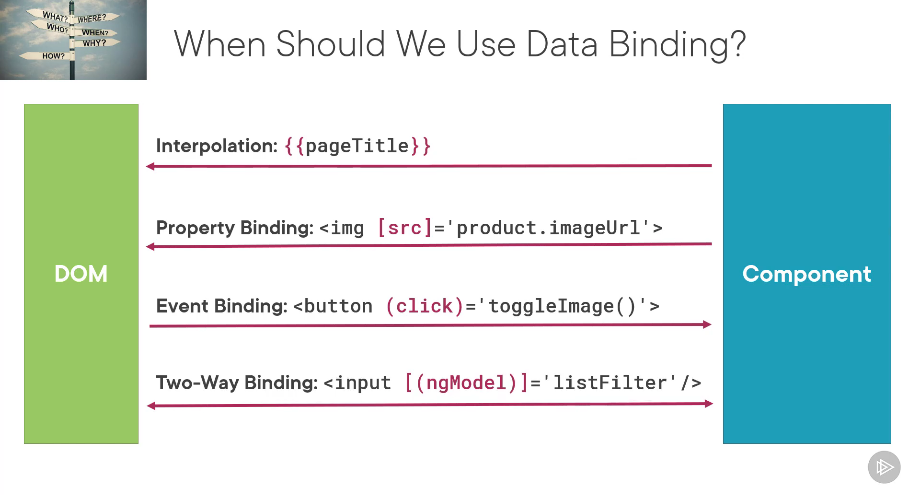 WHAT?
WHERE?
WHO?
WHEN?
WHY?
HOW?
When Should We Use Data Binding?
Interpolation: {{pageTitle}}
Property Binding: <img [src]='product.imageUrl'>
DOM
Component
Event Binding: <button (click)='toggleImage()'>
Two-Way Binding: <input [(ngModel)]='listFilter'/>